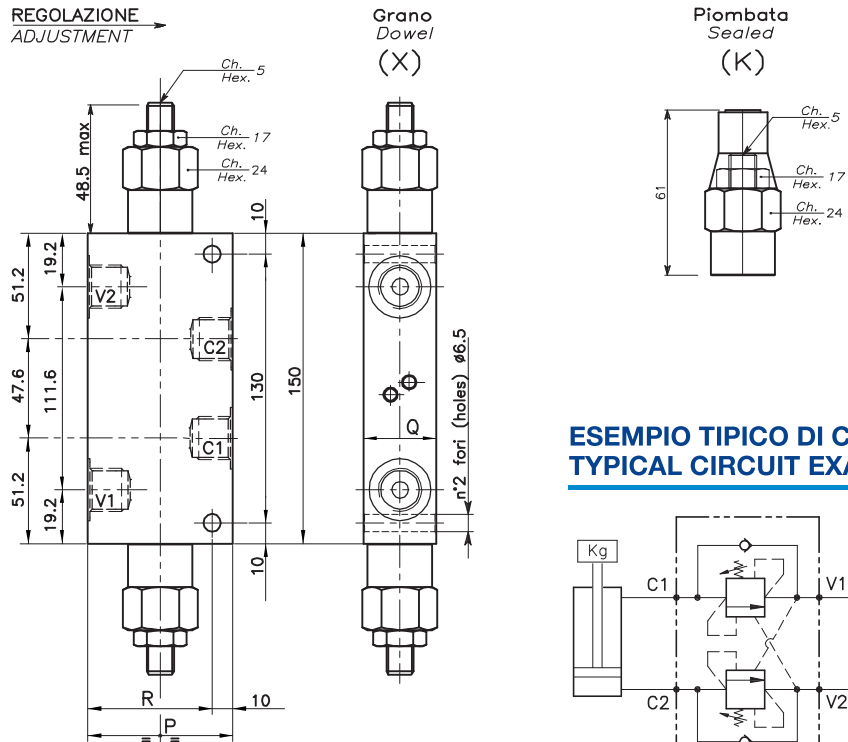 REGOLAZIONE
ADJUSTMENT
Grano
Dowel
(X)
Piombata
Sealed
(K)
Ch.
Hex. 5
Ch.
Hex. 17
Ch.
Hex. 24
48.5 max
Ch.
Hex. 5
Ch.
Hex. 17
Ch.
Hex. 24
61
10
19.2
51.2
V2
C2
47.6
111.6
130
150
C1
V1
51.2
19.2
10
Q
n°2 fori (holes) ø6.5
R
10
P
= =
ESEMPIO TIPICO DI C
TYPICAL CIRCUIT EXA
Kg
C1
V1
C2
V2